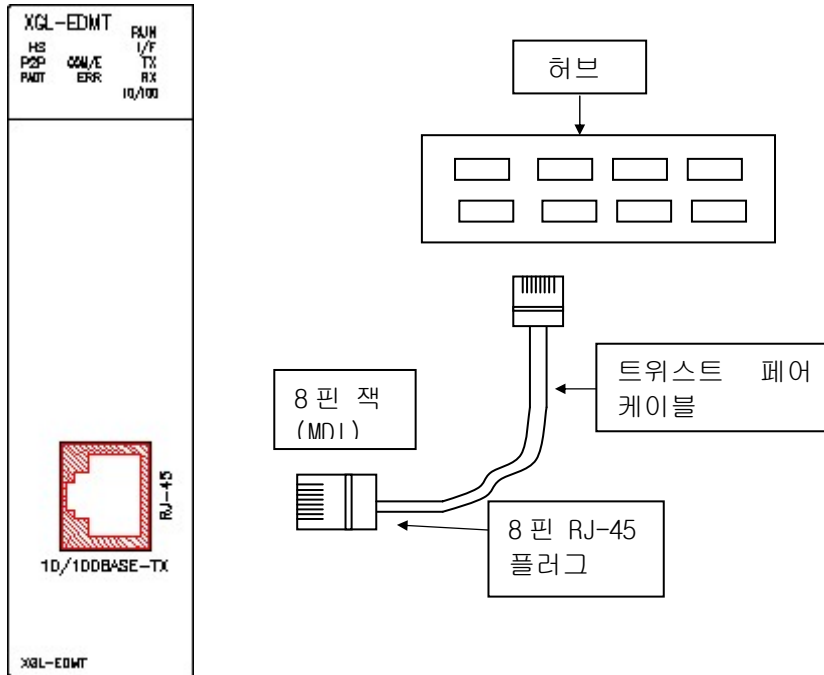 XGL-EDMT
RUN
HS I/F
P2P COM/E TX
PADT ERR RX
10/100
RJ-45
10/100BASE-TX
XGL-EDMT
허브
트위스트 페어
케이블
8핀 잭
(MDI)
8핀 RJ-45
플러그